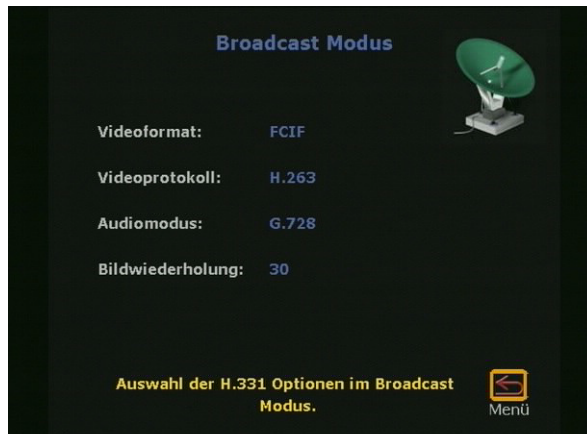 Broadcast Modus
Videoformat: FCIF
Videoprotokoll: H.263
Audiomodus: G.728
Bildwiederholung: 30
Auswahl der H.331 Optionen im Broadcast
Modus.
Menü